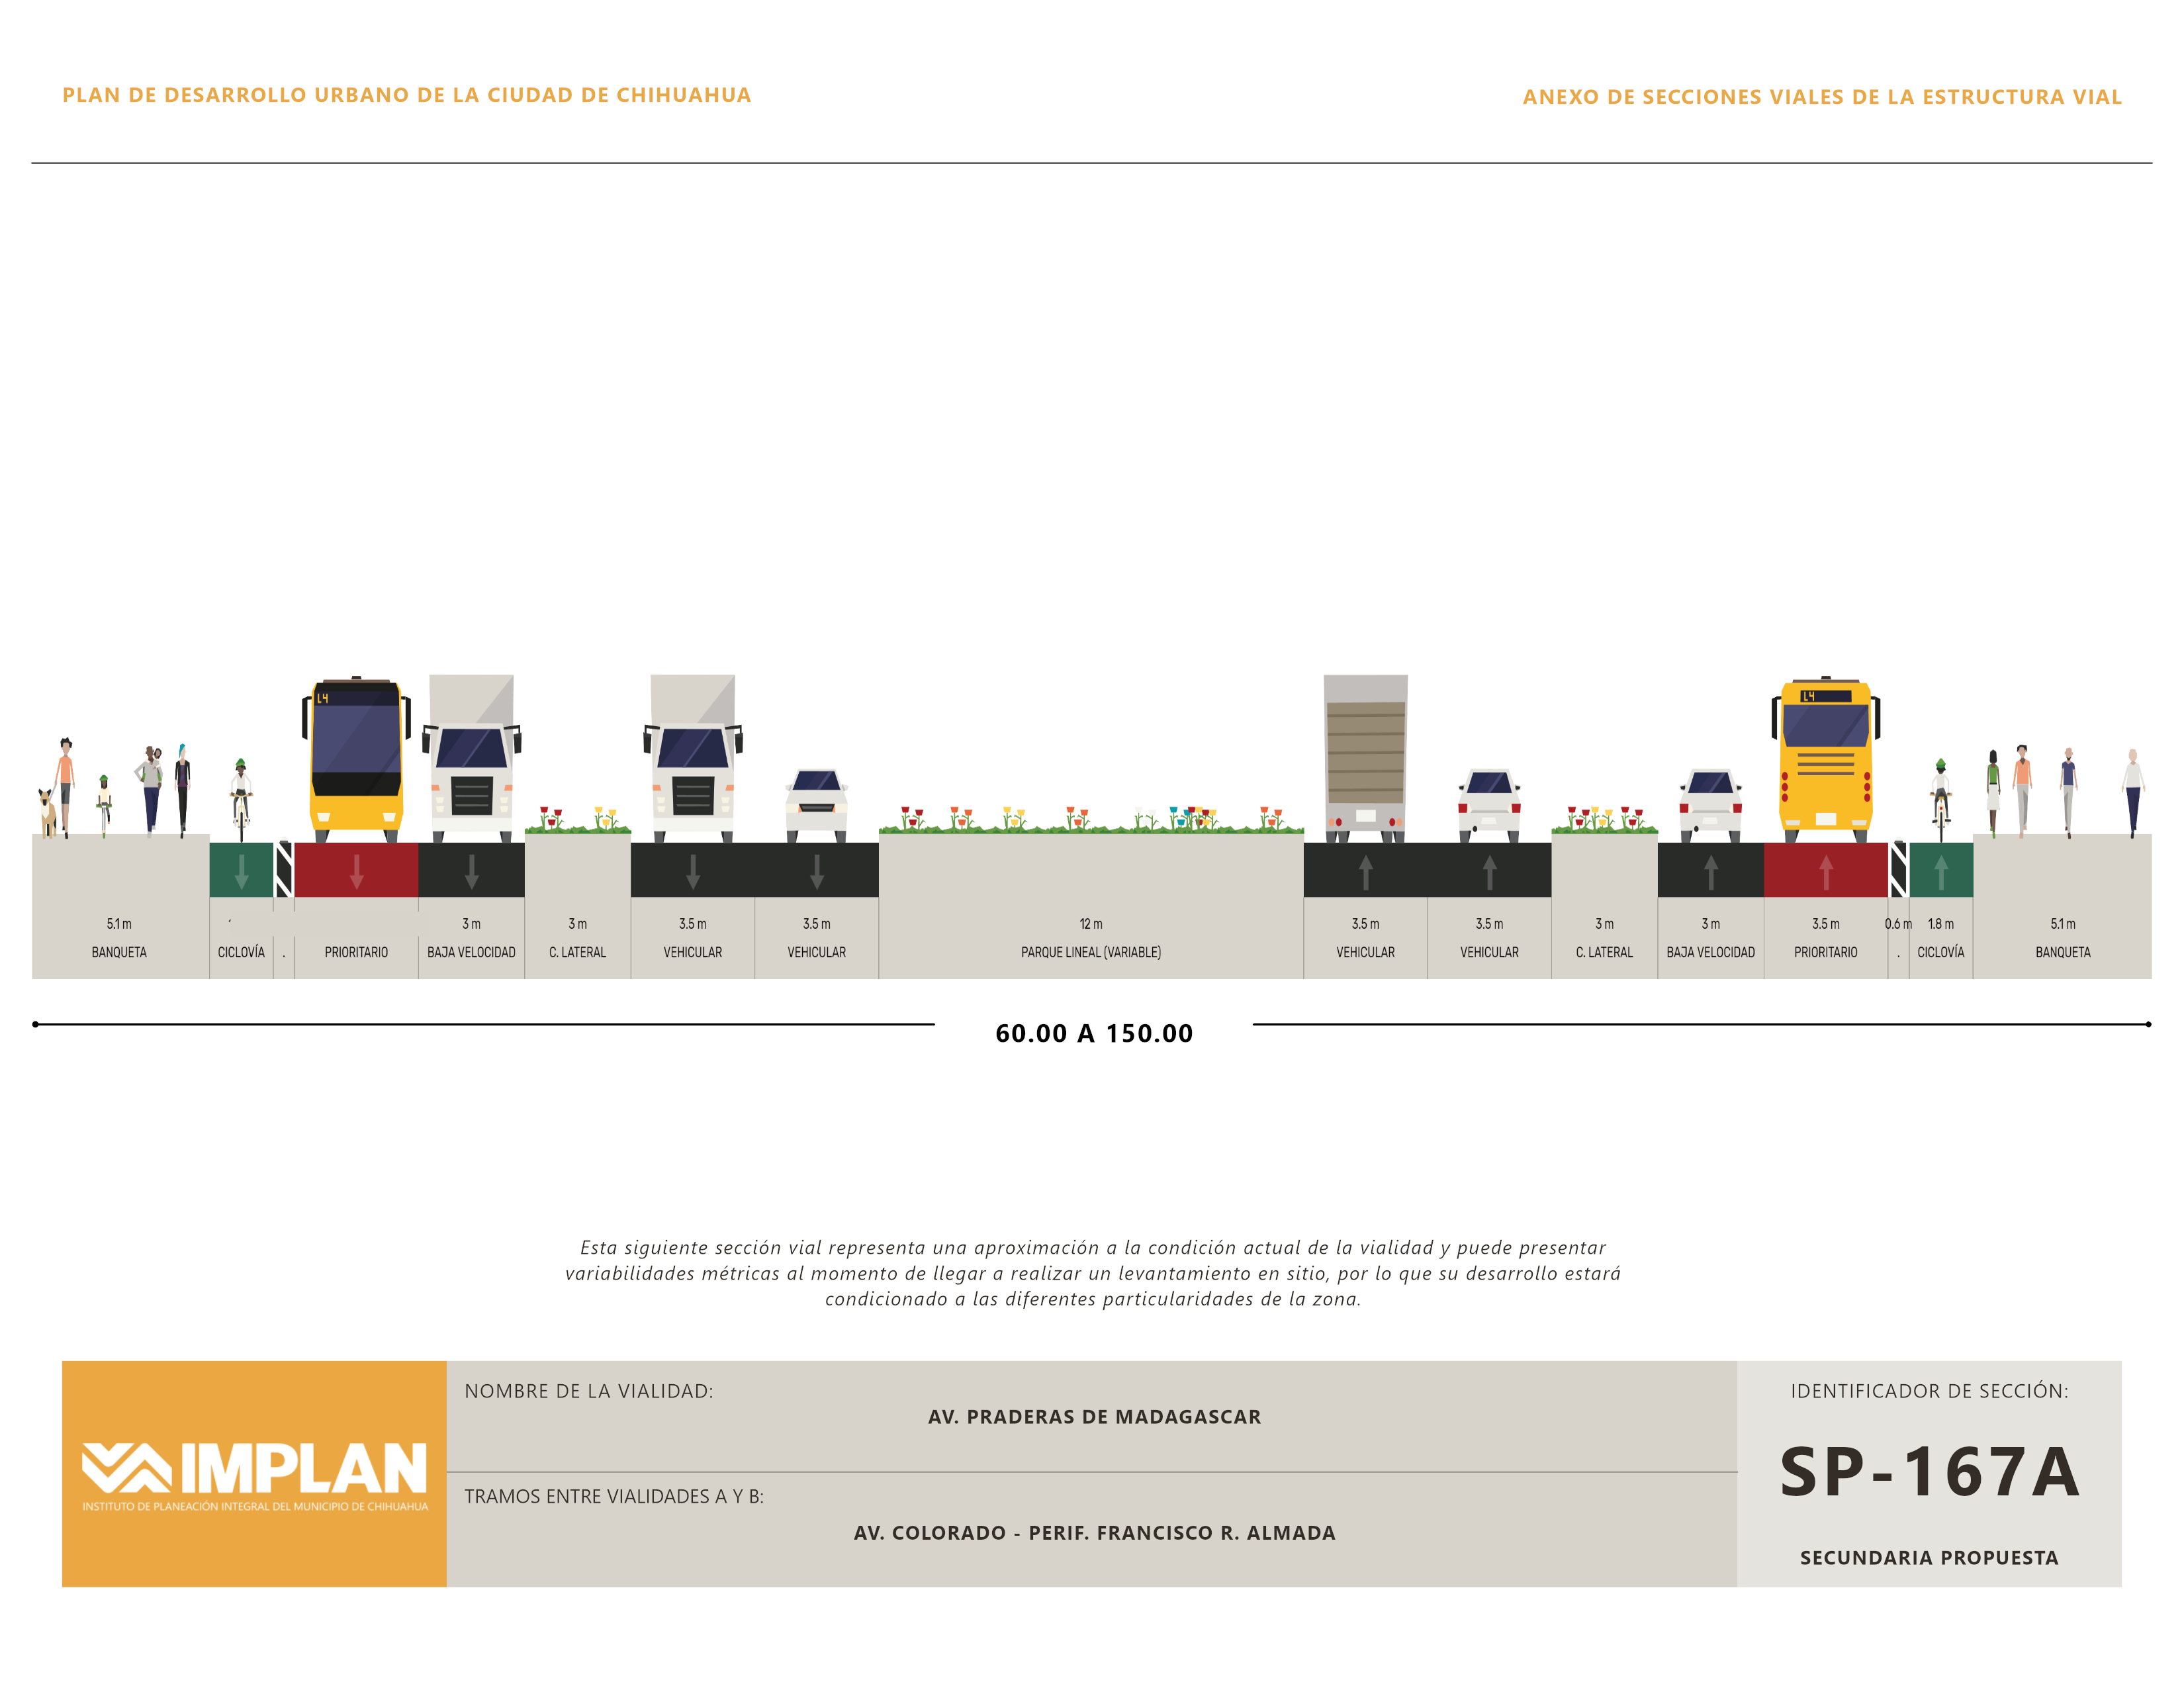 PLAN DE DESARROLLO URBANO DE LA CIUDAD DE CHIHUAHUA
ANEXO DE SECCIONES VIALES DE LA ESTRUCTURA VIAL
L4
L4
5.1 m 3 m 3 m 3.5 m 3.5 m 12 m 3.5 m 3.5 m 3 m 3 m 3.5 m 0.6 m 1.8 m 5.1 m
BANQUETA CICLOVÍA . PRIORITARIO BAJA VELOCIDAD C. LATERAL VEHICULAR VEHICULAR PARQUE LINEAL (VARIABLE) VEHICULAR VEHICULAR C. LATERAL BAJA VELOCIDAD PRIORITARIO . CICLOVÍA BANQUETA
60.00 A 150.00
Esta siguiente sección vial representa una aproximación a la condición actual de la vialidad y puede presentar
variabilidades métricas al momento de llegar a realizar un levantamiento en sitio, por lo que su desarrollo estará
condicionado a las diferentes particularidades de la zona.
IMPLAN
INSTITUTO DE PLANEACIÓN INTEGRAL DEL MUNICIPIO DE CHIHUAHUA
NOMBRE DE LA VIALIDAD:
AV. PRADERAS DE MADAGASCAR
TRAMOS ENTRE VIALIDADES A Y B:
AV. COLORADO - PERIF. FRANCISCO R. ALMADA
IDENTIFICADOR DE SECCIÓN:
SP-167A
SECUNDARIA PROPUESTA